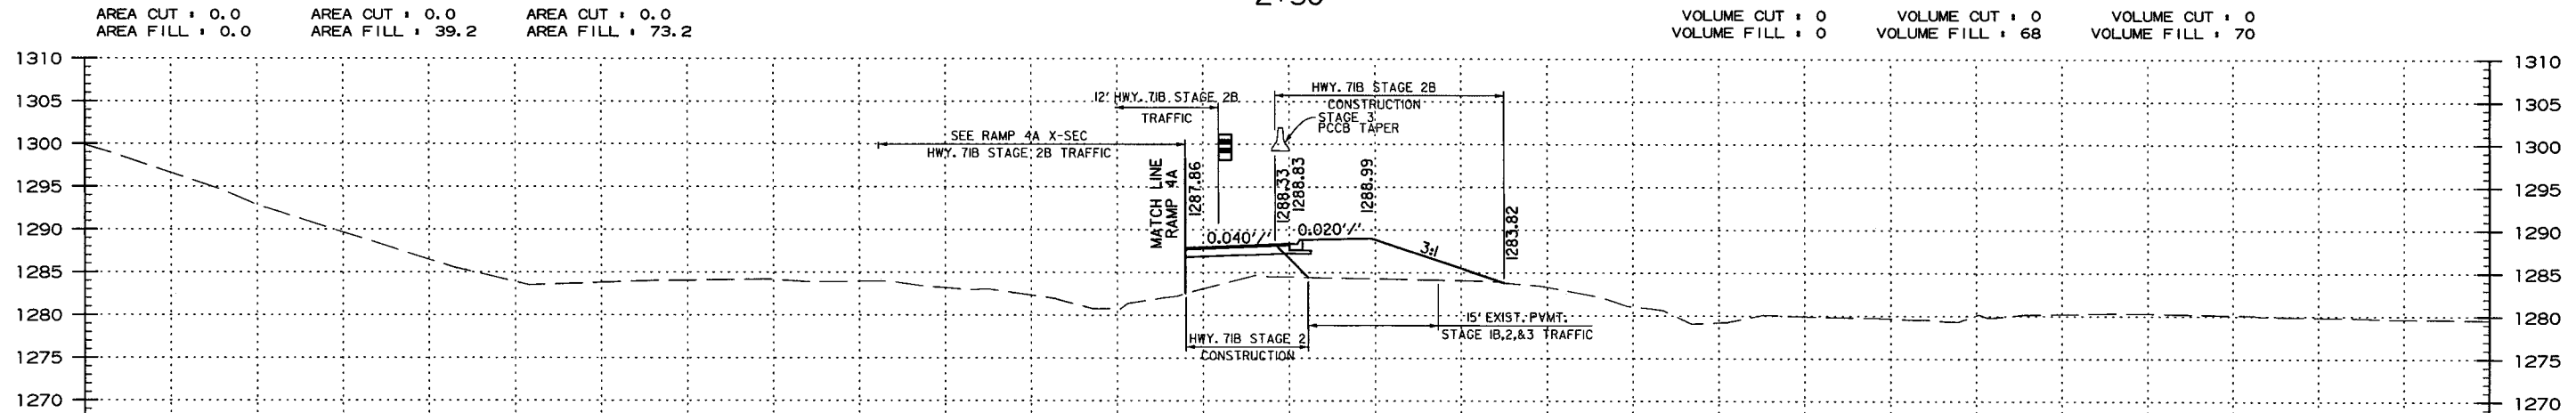 AREA CUT : 0.0 AREA CUT : 0.0 AREA CUT : 0.0
AREA FILL : 0.0 AREA FILL : 39.2 AREA FILL : 73.2
VOLUME CUT : 0 VOLUME CUT : 0 VOLUME CUT : 0
VOLUME FILL : 0 VOLUME FILL : 68 VOLUME FILL : 70
1310
1305
1300
1295
1290
1285
1280
1275
1270
12' HWY. 71B STAGE 2B
TRAFFIC
HWY. 71B STAGE 2B
CONSTRUCTION
STAGE 3
PCCB TAPER
SEE RAMP 4A X-SEC
HWY. 71B STAGE 2B TRAFFIC
MATCH LINE
RAMP 4A
1287.86
1288.33
1288.83
1288.99
1283.82
0.040'/'
0.020'/'
3:1
15' EXIST. PVMT.
STAGE 1B,2,&3 TRAFFIC
HWY. 71B STAGE 2
CONSTRUCTION
1310
1305
1300
1295
1290
1285
1280
1275
1270